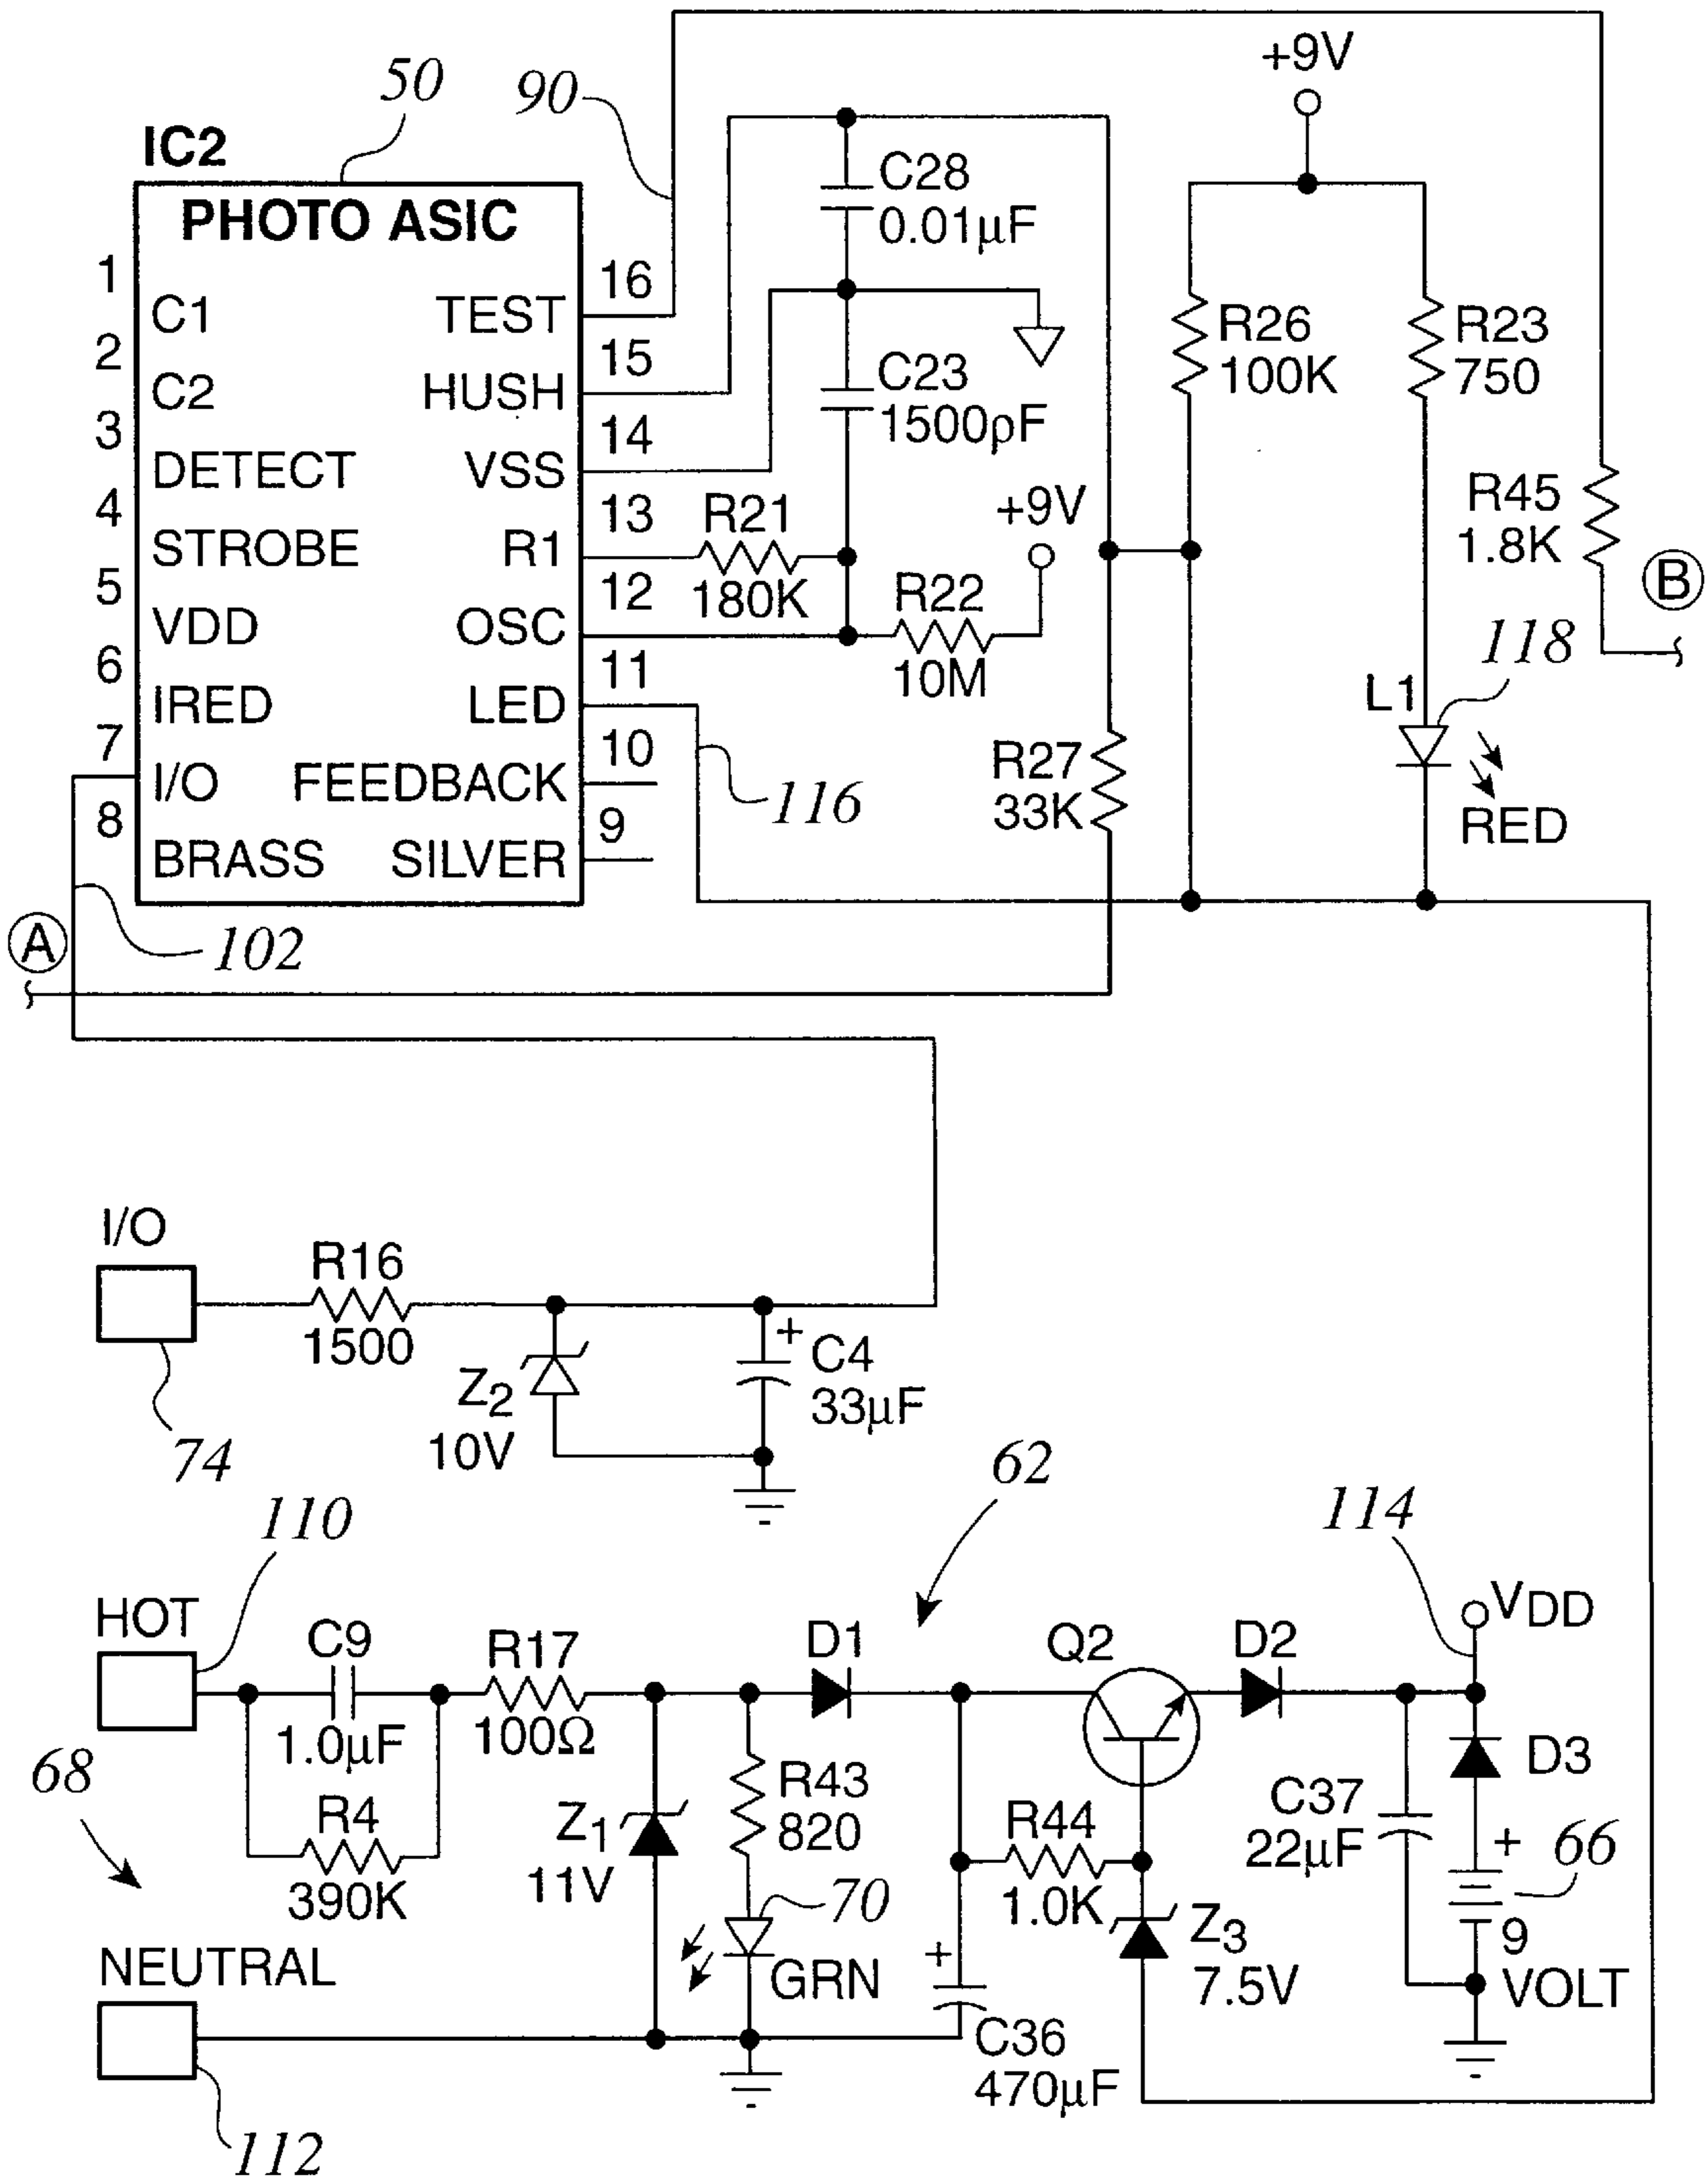 +9V
50
90
IC2
PHOTO ASIC
C28
0.01µF
1
16
C1
TEST
R26
100K
R23
750
2
15
C2
HUSH
C23
1500pF
3
14
DETECT
VSS
R45
1.8K
4
13
R21
+9V
STROBE
R1
180K
B
5
12
R22
VDD
OSC
10M
118
6
11
IRED
LED
L1
7
10
R27
33K
I/O
FEEDBACK
116
RED
8
9
BRASS
SILVER
A
102
I/O
R16
1500
+
C4
33µF
Z2
10V
74
62
110
114
VDD
HOT
C9
1.0µF
R17
100Ω
D1
Q2
D2
D3
68
R4
390K
Z1
11V
R43
820
R44
1.0K
C37
22µF
+
66
70
GRN
Z3
7.5V
9
VOLT
NEUTRAL
+
C36
470µF
112